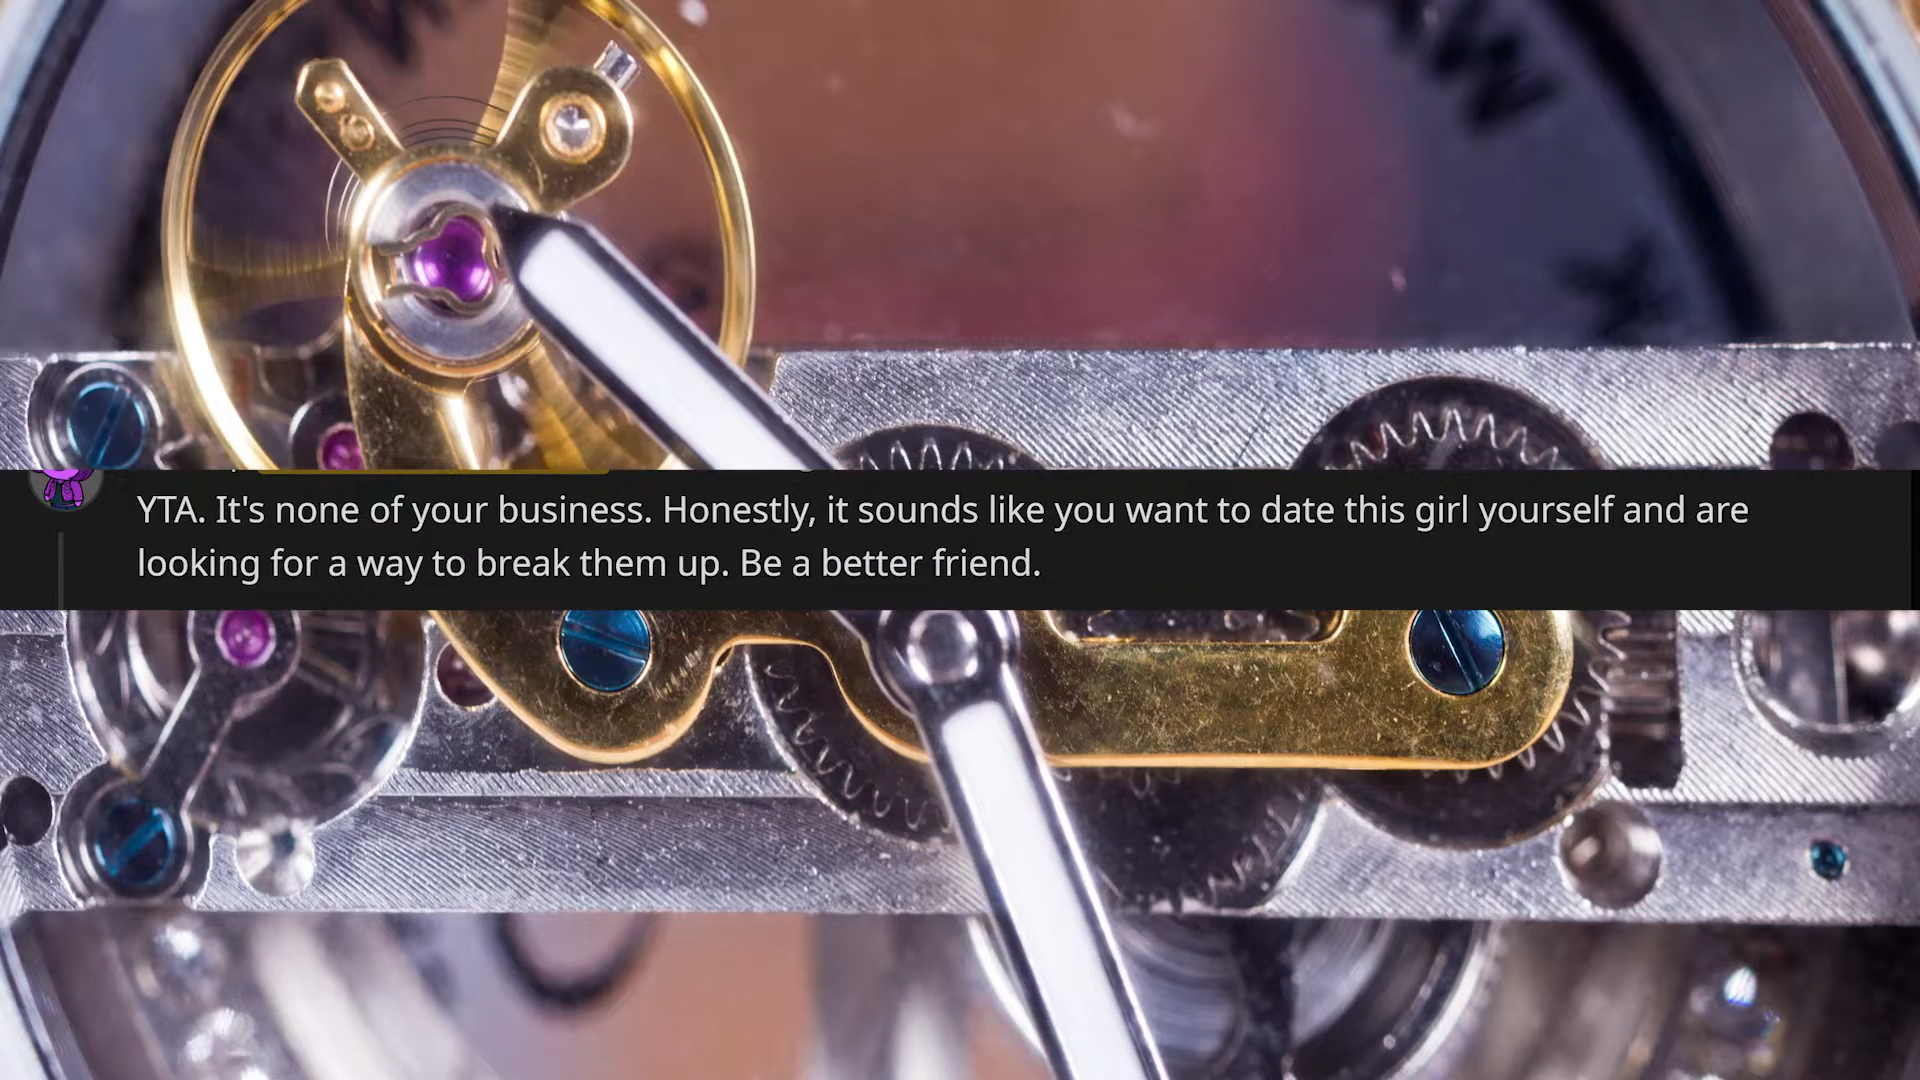 YTA. It's none of your business. Honestly, it sounds like you want to date this girl yourself and are
looking for a way to break them up. Be a better friend.